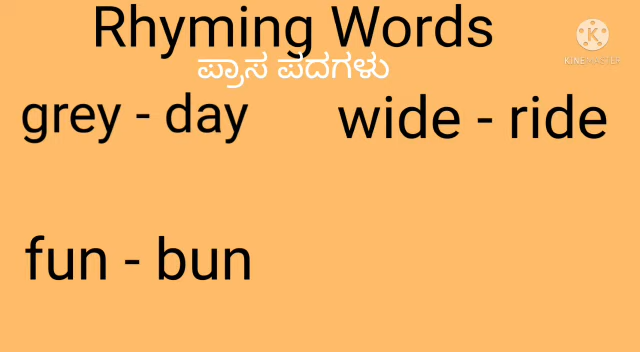 Rhyming Words
ಪ್ರಾಸ ಪದಗಳು
KINEMASTER
grey - day
wide - ride
fun - bun